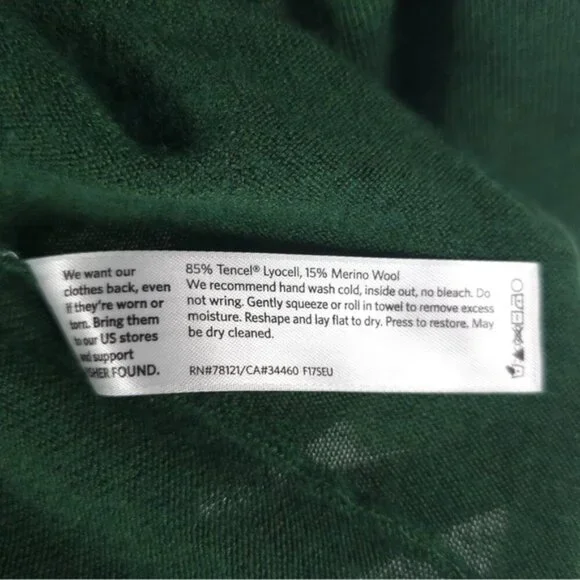 We want our
clothes back, even
if they're worn or
torn. Bring them
to our US stores
and support
FOUND.
85% Tencel® Lyocell, 15% Merino Wool
We recommend hand wash cold, inside out, no bleach. Do
not wring. Gently squeeze or roll in towel to remove excess
moisture. Reshape and lay flat to dry. Press to restore. May
be dry cleaned.
RN#78121/CA#34460 F17SEU